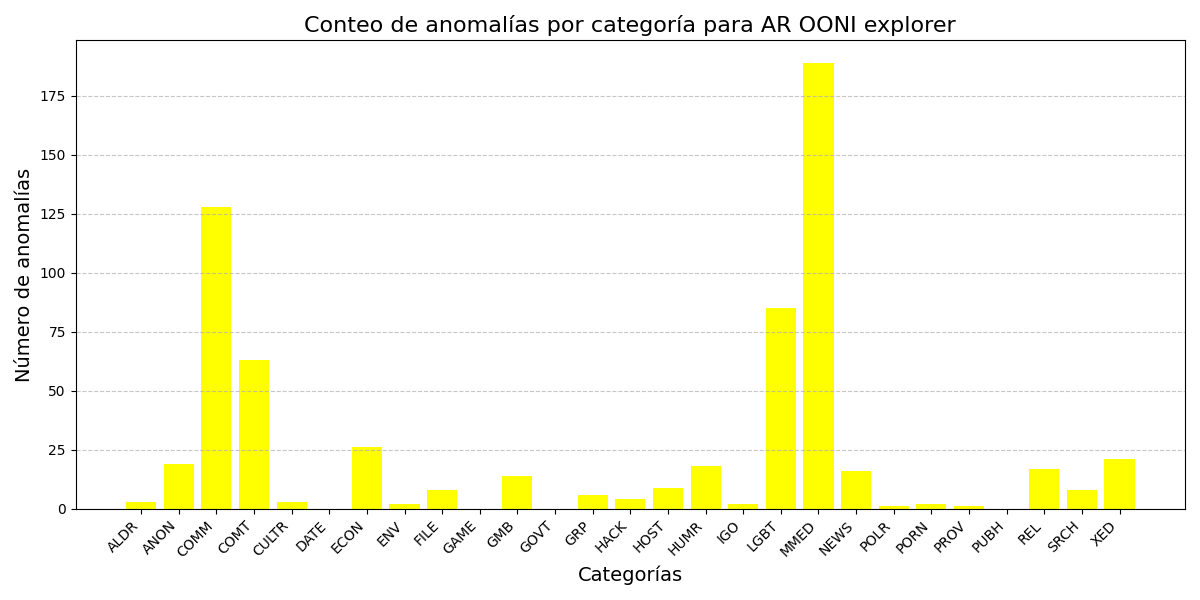 Conteo de anomalías por categoría para AR OONI explorer
Número de anomalías
175
150
125
100
75
50
25
0
ALDR
ANON
COMM
COMT
CULTR
DATE
ECON
ENV
FILE
GAME
GMB
GOVT
GRP
HACK
HOST
HUMR
IGO
LGBT
MMED
NEWS
POLR
PORN
PROV
PUBH
REL
SRCH
XED
Categorías